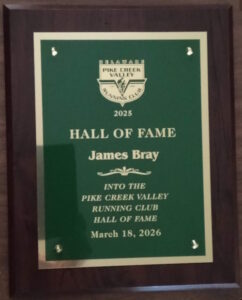 DELAWARE
PIKE CREEK
VALLEY
RUNNING CLUB
2025
HALL OF FAME
James Bray
INTO THE
PIKE CREEK VALLEY
RUNNING CLUB
HALL OF FAME
March 18, 2026